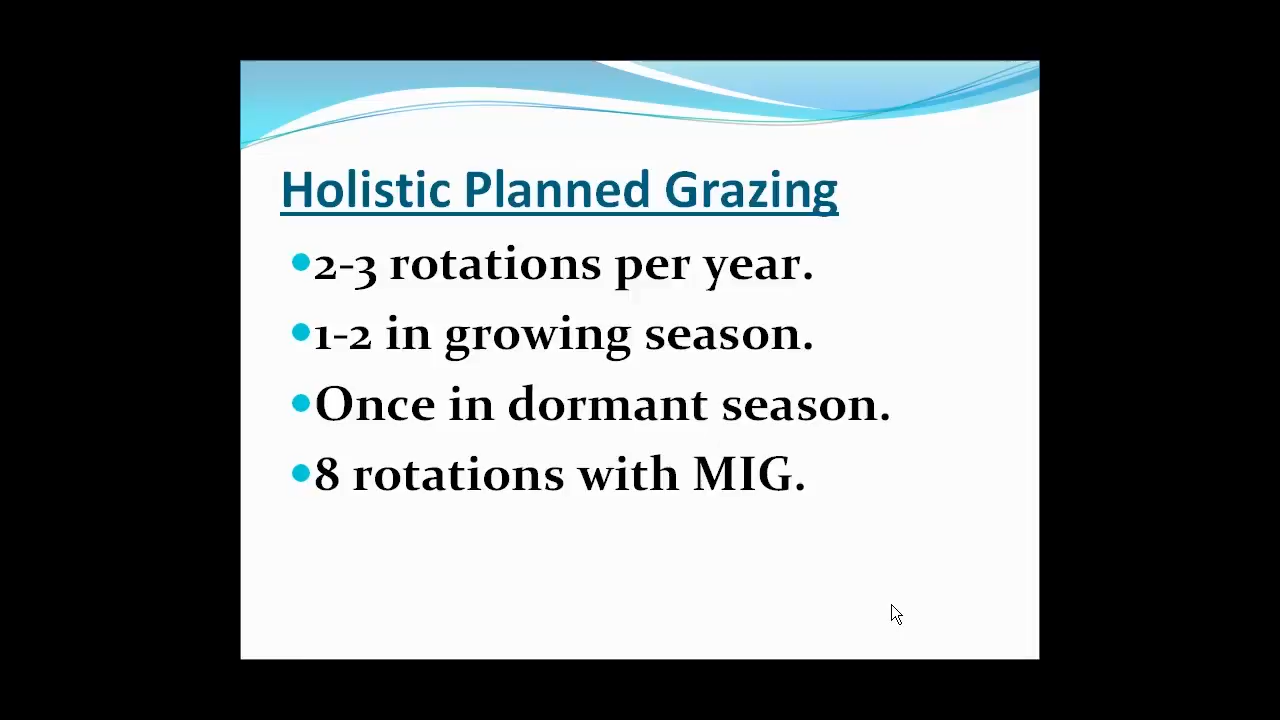 Holistic Planned Grazing
•2-3 rotations per year.
•1-2 in growing season.
•Once in dormant season.
•8 rotations with MIG.